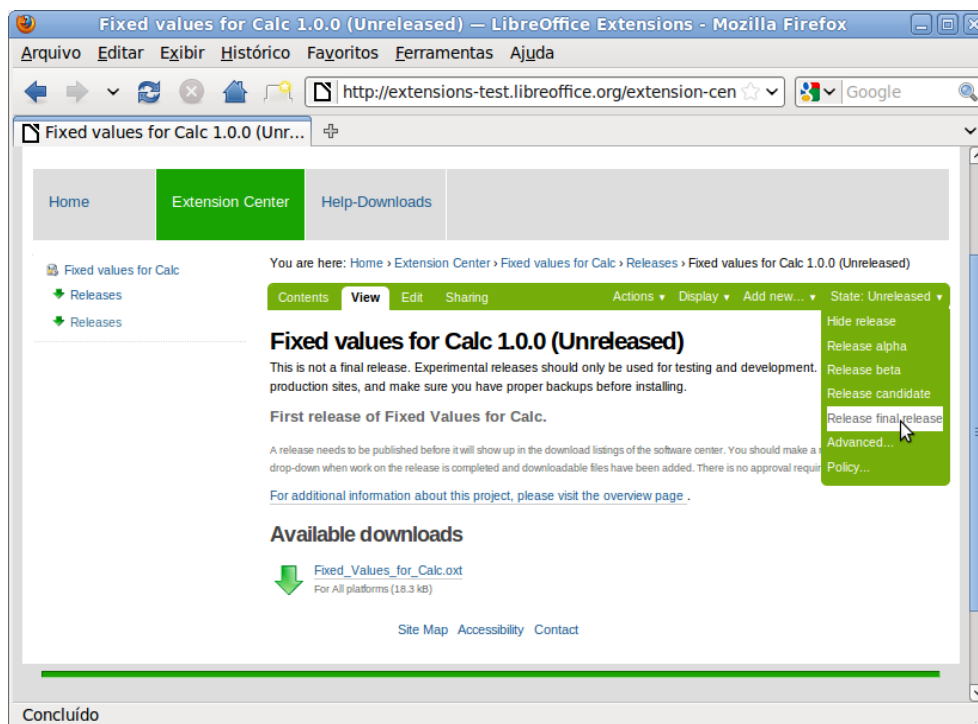 Fixed values for Calc 1.0.0 (Unreleased) — LibreOffice Extensions - Mozilla Firefox
Arquivo Editar Exibir Histórico Favoritos Ferramentas Ajuda
http://extensions-test.libreoffice.org/extension-cen Google
Fixed values for Calc 1.0.0 (Unr...
Home Extension Center Help-Downloads
Fixed values for Calc
Releases
Releases
You are here: Home › Extension Center › Fixed values for Calc › Releases › Fixed values for Calc 1.0.0 (Unreleased)
Contents View Edit Sharing Actions Display Add new... State: Unreleased
Hide release
Release alpha
Release beta
Release candidate
Release final release
Advanced...
Policy...
Fixed values for Calc 1.0.0 (Unreleased)
This is not a final release. Experimental releases should only be used for testing and development.
production sites, and make sure you have proper backups before installing.
First release of Fixed Values for Calc.
A release needs to be published before it will show up in the download listings of the software center. You should make a
drop-down when work on the release is completed and downloadable files have been added. There is no approval
For additional information about this project, please visit the overview page .
Available downloads
Fixed_Values_for_Calc.oxt
For All platforms (18.3 kB)
Site Map Accessibility Contact
Concluído